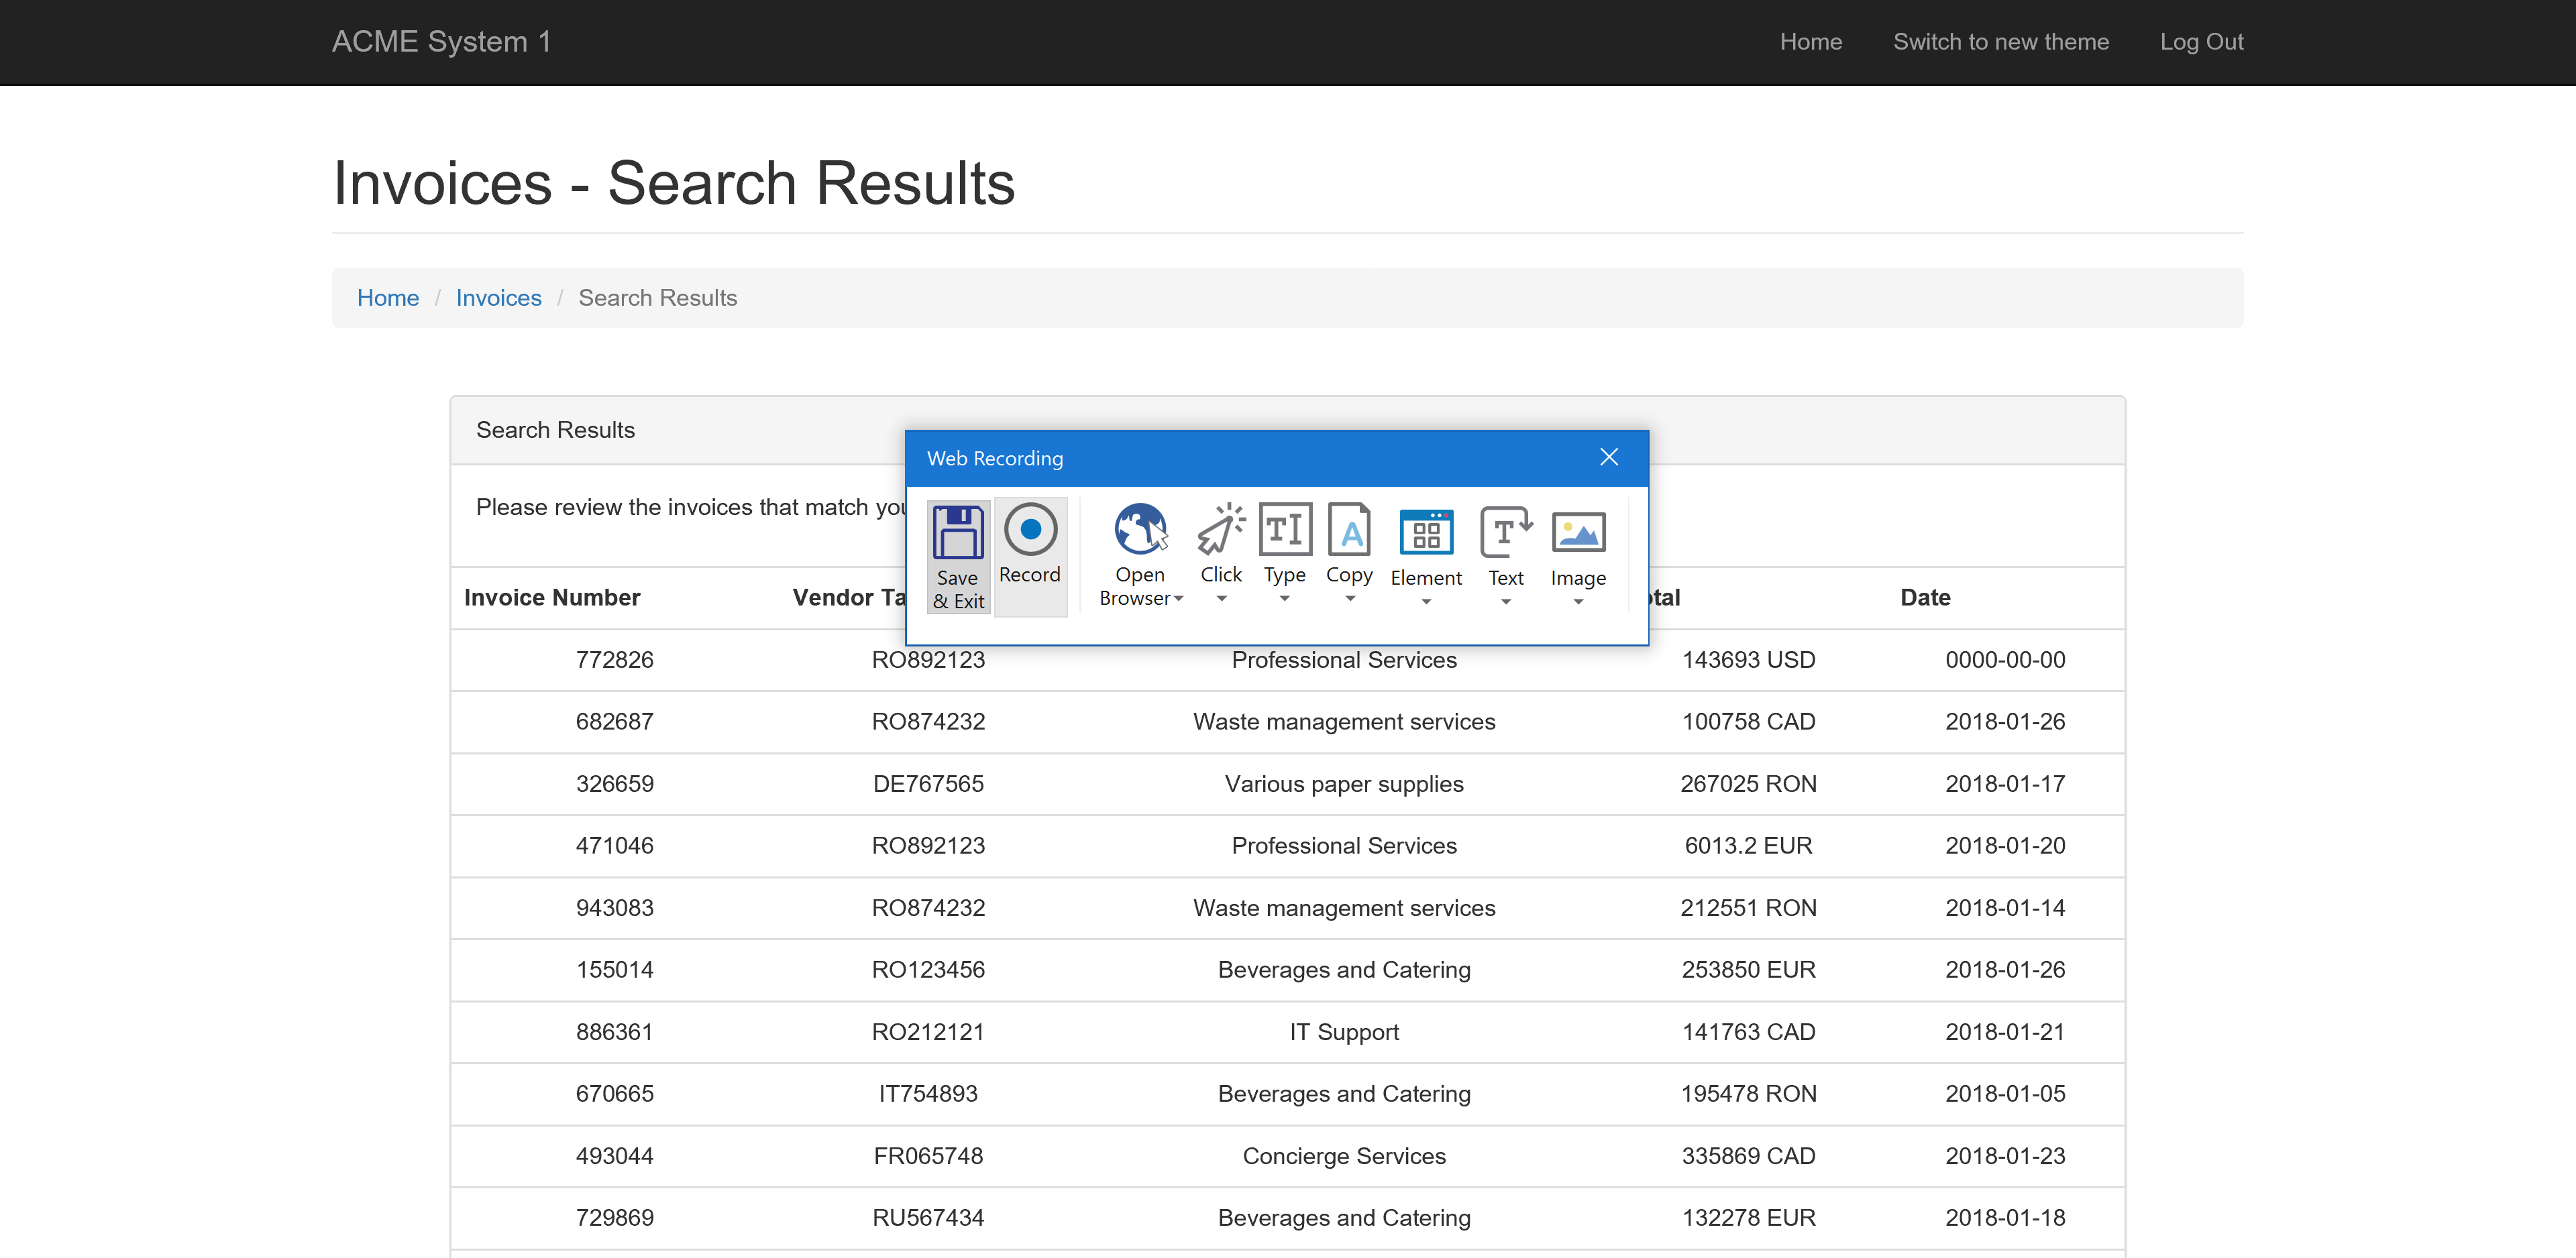 ACME System 1 Home Switch to new theme Log Out
Invoices - Search Results
Home / Invoices / Search Results
Search Results
Web Recording
Please review the invoices that match
Save & Exit
Record
Open Browser
Click
Type
Copy
Element
Text
Image
Invoice Number Vendor Date
772826 RO892123 Professional Services 143693 USD 0000-00-00
682687 RO874232 Waste management services 100758 CAD 2018-01-26
326659 DE767565 Various paper supplies 267025 RON 2018-01-17
471046 RO892123 Professional Services 6013.2 EUR 2018-01-20
943083 RO874232 Waste management services 212551 RON 2018-01-14
155014 RO123456 Beverages and Catering 253850 EUR 2018-01-26
886361 RO212121 IT Support 141763 CAD 2018-01-21
670665 IT754893 Beverages and Catering 195478 RON 2018-01-05
493044 FR065748 Concierge Services 335869 CAD 2018-01-23
729869 RU567434 Beverages and Catering 132278 EUR 2018-01-18